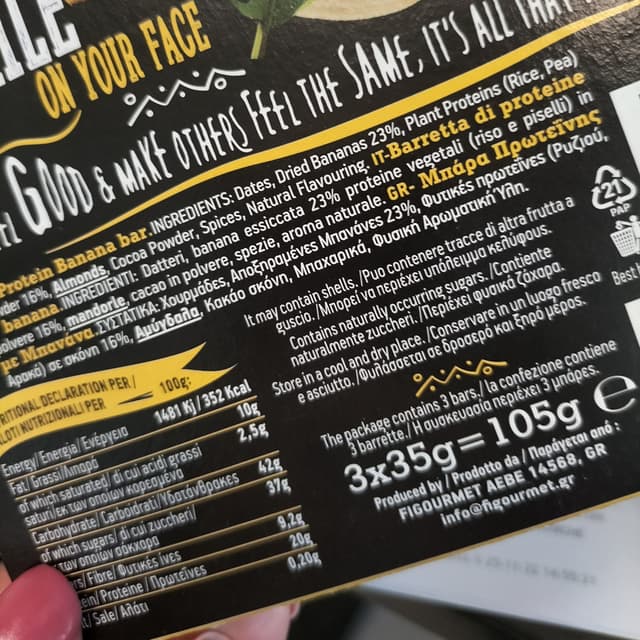 ON YOUR FACE
GOOD & MAKE OTHERS FEEL THE SAME, IT'S ALL THAT
Protein Banana bar. INGREDIENTS: Dates, Dried Bananas 23%, Plant Proteins (Rice, Pea)
16%, Almonds, Cocoa Powder, Spices, Natural Flavouring. IT-Barretta di proteine
banana INGREDIENTI: Datteri, banana essiccata 23% proteine vegetali (riso e piselli) in
polvere 16%, mandorle, cacao in polvere, spezie, aroma naturale. GR- Μπάρα Πρωτεΐνης
με Μπανάνα. ΣΥΣΤΑΤΙΚΑ: Χουρμάδες, Αποξηραμένες Μπανάνες 23%, Φυτικές πρωτεΐνες (Ρυζιού,
Αρακά) σε σκόνη 16%, Αμύγδαλα, Κακάο σκόνη, Μπαχαρικά, Φυσική Αρωματική Ύλη.
It may contain shells. /Puo contenere tracce di altra frutta a
guscio. /Μπορεί να περιέχει υπόλειμμα κελύφους.
Contains naturally occurring sugars. /Contiente
naturalmente zuccheri. /Περιέχει φυσικά ζάχαρα.
Store in a cool and dry place. /Conservare in un luogo fresco
e asciutto. /Φυλάσσεται σε δροσερό και ξηρό μέρος.
The package contains 3 bars./ la confezione contiene
3 barrette / Η συσκευασία περιέχει 3 μπάρες.
3x35g=105g e
Produced by / Prodotto da / Παράγεται από :
FIGOURMET AEBE 14568, GR
info@figourmet.gr
21
PAP
Best
DECLARATION PER /
NUTRIZIONALI PER
100g:
Energy/Energia/Ενέργεια 1481 Kj/ 352 Kcal
Fat/ Grassi/Λιπαρά 10g
of which saturated/ di cui acidi grassi
saturi/εκ των οποίων κορεσμένα 2,5g
Carbohydrate/ Carboidrati/Υδατάνθρακες 42g
of which sugars/ di cui zuccheri/ 37g
των οποίων σάκχαρα
Fibre/ Φυτικές ίνες 9.2g
Proteine / Πρωτεΐνες 20g
Sale/ Αλάτι 0,20g